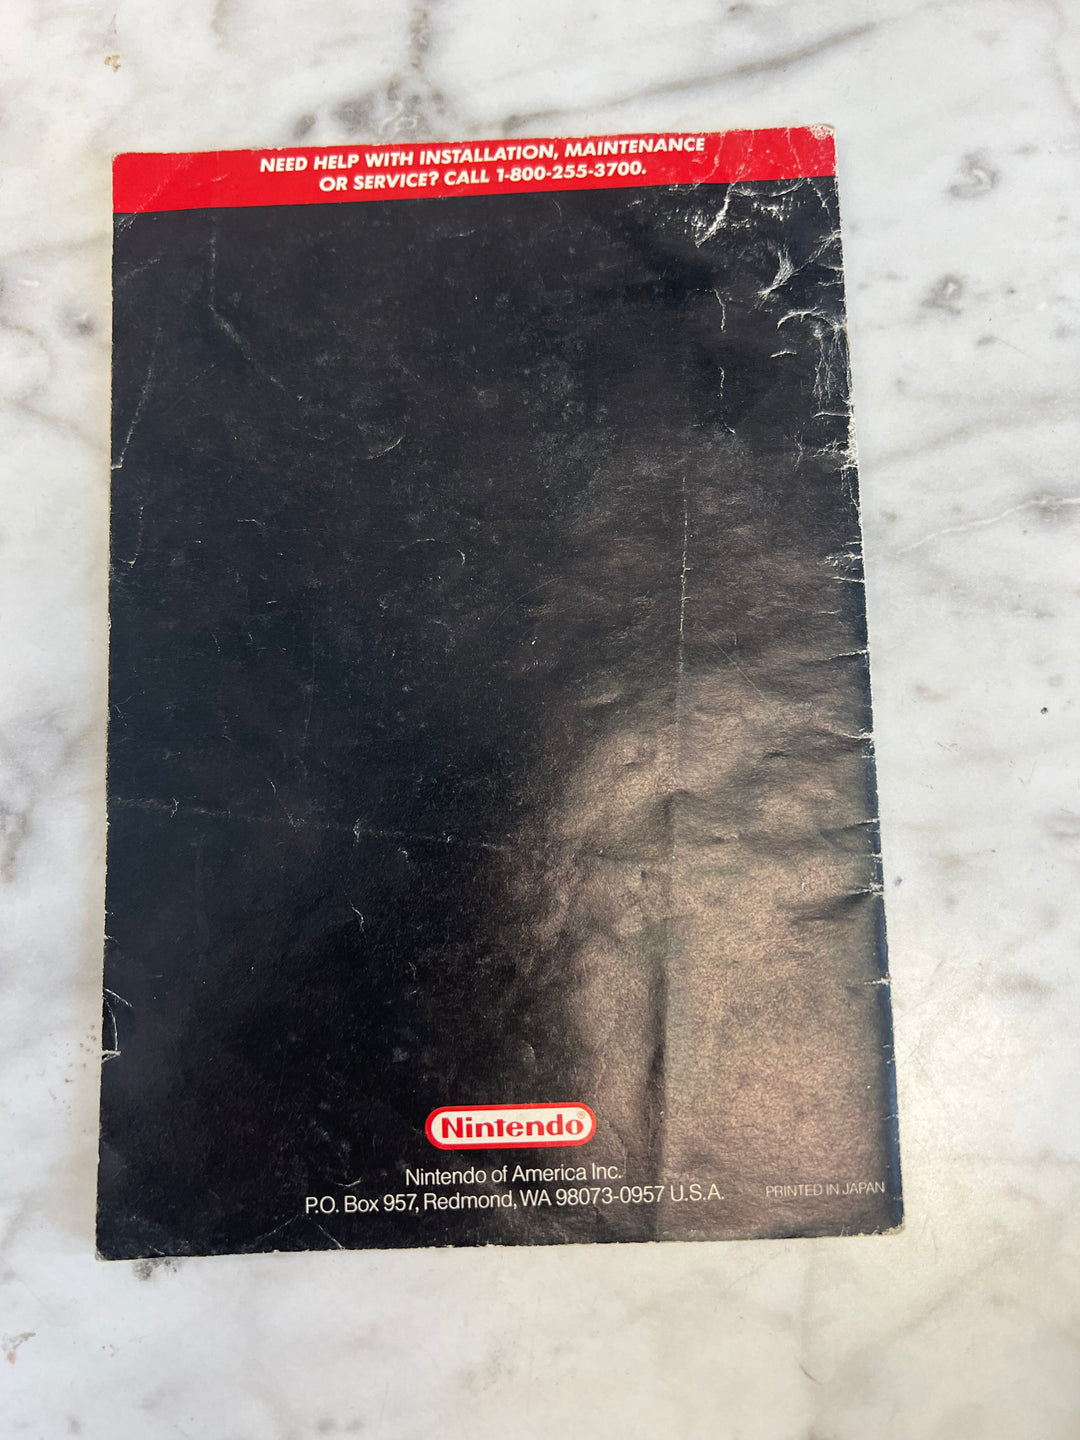 NEED HELP WITH INSTALLATION, MAINTENANCE
OR SERVICE? CALL 1-800-255-3700.
Nintendo®
Nintendo of America Inc.
P.O. Box 957, Redmond, WA 98073-0957 U.S.A.
PRINTED IN JAPAN